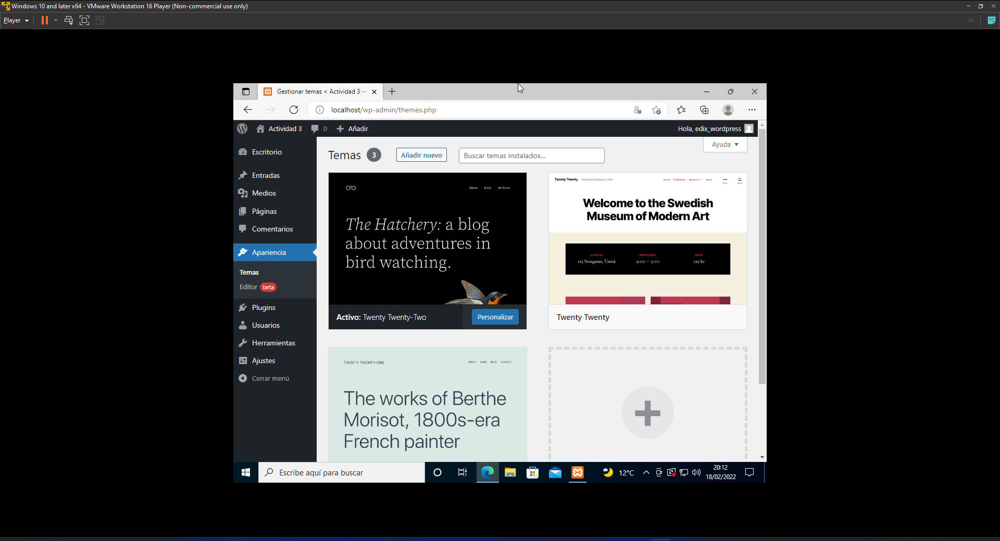 Windows 10 and later x64 - VMware Workstation 16 Player (Non-commercial use only)
Player
Gestionar temas < Actividad 3 —
localhost/wp-admin/themes.php
Actividad 3
0
Añadir
Hola, edix_wordpress
Ayuda
Escritorio
Entradas
Medios
Páginas
Comentarios
Apariencia
Temas
Editor beta
Plugins
Usuarios
Herramientas
Ajustes
Cerrar menú
Temas 3
Añadir nuevo
Buscar temas instalados...
About Birds All Posts
The Hatchery: a blog
about adventures in
bird watching.
Activo: Twenty Twenty-Two
Personalizar
Twenty Twenty The Default Theme for 2020
Home Exhibitions About Us News
Menu
Search
Welcome to the Swedish
Museum of Modern Art
ADDRESS
123 Storgatan, Umeå
OPEN TODAY
9:00 — 5:00
PRICE
129 kr
Twenty Twenty
TWENTY TWENTY-ONE
ABOUT WORK BLOG CONTACT
The works of Berthe
Morisot, 1800s-era
French painter
Escribe aquí para buscar
12°C
20:12
18/02/2022